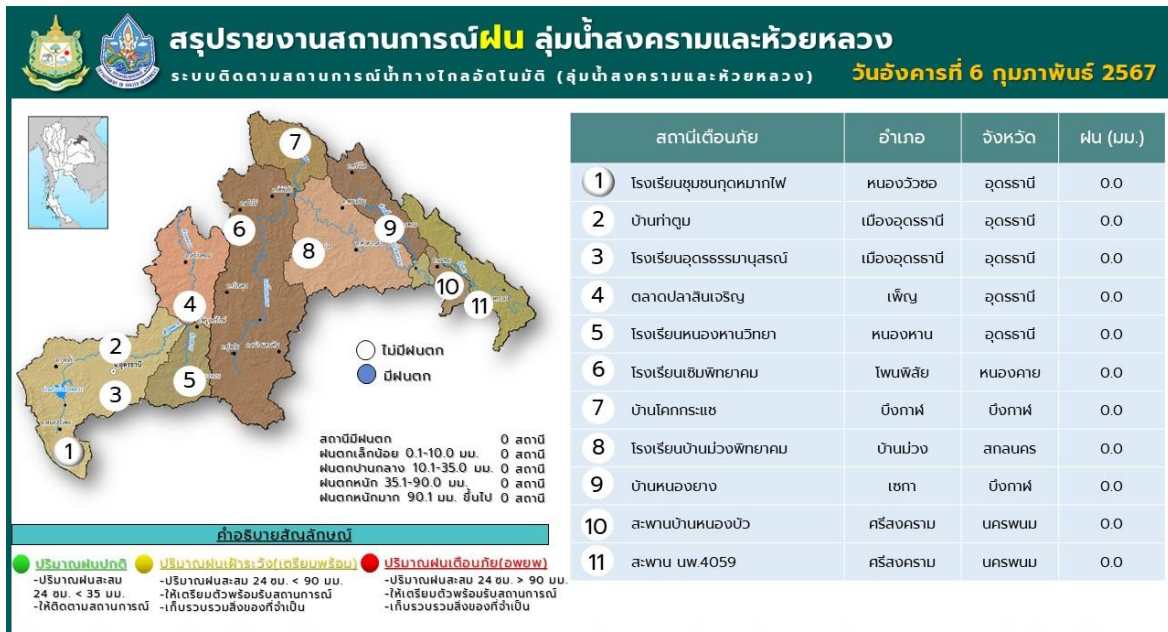 สรุปรายงานสถานการณ์ฝน ลุ่มน้ำสงครามและห้วยหลวง
ระบบติดตามสถานการณ์น้ำทางไกลอัตโนมัติ (ลุ่มน้ำสงครามและห้วยหลวง)
วันอังคารที่ 6 กุมภาพันธ์ 2567
7
6
9
8
4
10
11
2
อุดรธานี
5
3
1
ไม่มีฝนตก
มีฝนตก
สถานีมีฝนตก 0 สถานี
ฝนตกเล็กน้อย 0.1-10.0 มม. 0 สถานี
ฝนตกปานกลาง 10.1-35.0 มม. 0 สถานี
ฝนตกหนัก 35.1-90.0 มม. 0 สถานี
ฝนตกหนักมาก 90.1 มม. ขึ้นไป 0 สถานี
คำอธิบายสัญลักษณ์
ปริมาณฝนปกติ
-ปริมาณฝนสะสม
24 ชม. < 35 มม.
-ให้ติดตามสถานการณ์
ปริมาณฝนเฝ้าระวัง(เตรียมพร้อม)
-ปริมาณฝนสะสม 24 ชม. < 90 มม.
-ให้เตรียมตัวพร้อมรับสถานการณ์
-เก็บรวบรวมสิ่งของที่จำเป็น
ปริมาณฝนเตือนภัย(อพยพ)
-ปริมาณฝนสะสม 24 ชม. > 90 มม.
-ให้เตรียมตัวพร้อมรับสถานการณ์
-เก็บรวบรวมสิ่งของที่จำเป็น
สถานีเตือนภัย อำเภอ จังหวัด ฝน (มม.)
1 โรงเรียนชุมชนกุดหมากไฟ หนองวัวซอ อุดรธานี 0.0
2 บ้านท่าตูม เมืองอุดรธานี อุดรธานี 0.0
3 โรงเรียนอุดรธรรมานุสรณ์ เมืองอุดรธานี อุดรธานี 0.0
4 ตลาดปลาสินเจริญ เพ็ญ อุดรธานี 0.0
5 โรงเรียนหนองหานวิทยา หนองหาน อุดรธานี 0.0
6 โรงเรียนเซิมพิทยาคม โพนพิสัย หนองคาย 0.0
7 บ้านโคกกระแซ บึงกาฬ บึงกาฬ 0.0
8 โรงเรียนบ้านม่วงพิทยาคม บ้านม่วง สกลนคร 0.0
9 บ้านหนองยาง เซกา บึงกาฬ 0.0
10 สะพานบ้านหนองบัว ศรีสงคราม นครพนม 0.0
11 สะพาน นพ.4059 ศรีสงคราม นครพนม 0.0